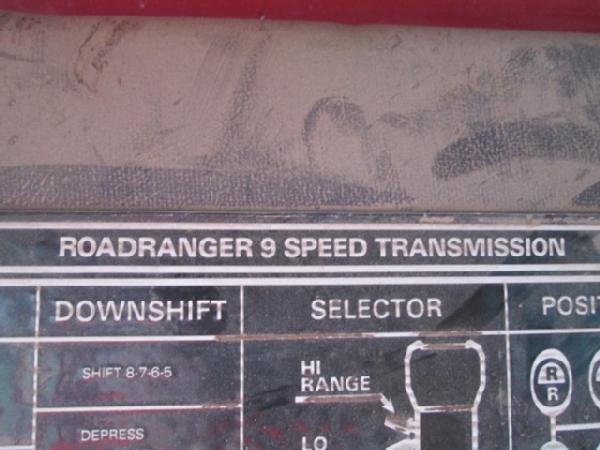 ROADRANGER 9 SPEED TRANSMISSION
DOWNSHIFT SELECTOR
SHIFT 8-7-6-5
HI
RANGE
R
R
R
DEPRESS
LO